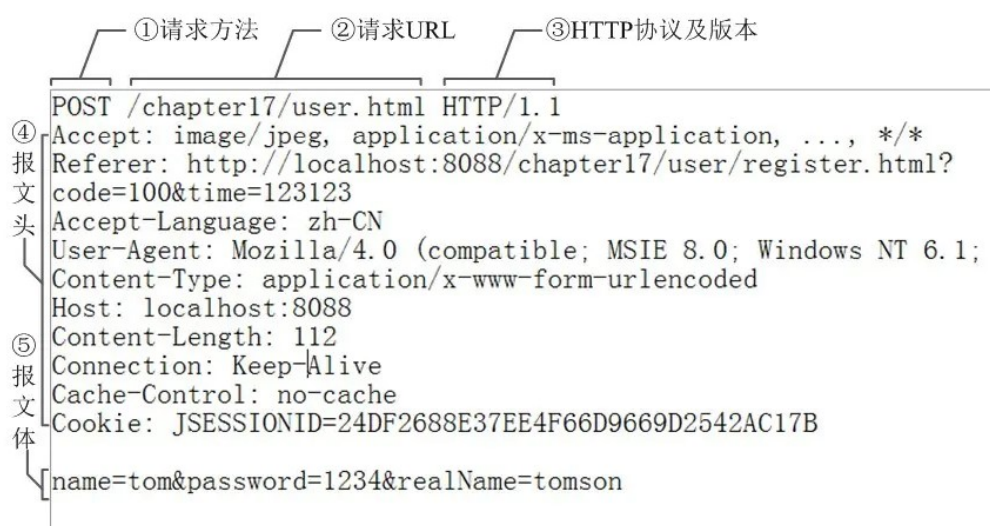 ①请求方法 ②请求URL ③HTTP协议及版本
POST /chapter17/user.html HTTP/1.1
④报文头
Accept: image/jpeg, application/x-ms-application, ..., */*
Referer: http://localhost:8088/chapter17/user/register.html?
code=100&time=123123
Accept-Language: zh-CN
User-Agent: Mozilla/4.0 (compatible; MSIE 8.0; Windows NT 6.1;
Content-Type: application/x-www-form-urlencoded
Host: localhost:8088
Content-Length: 112
Connection: Keep-Alive
Cache-Control: no-cache
Cookie: JSESSIONID=24DF2688E37EE4F66D9669D2542AC17B
⑤报文体
name=tom&password=1234&realName=tomson